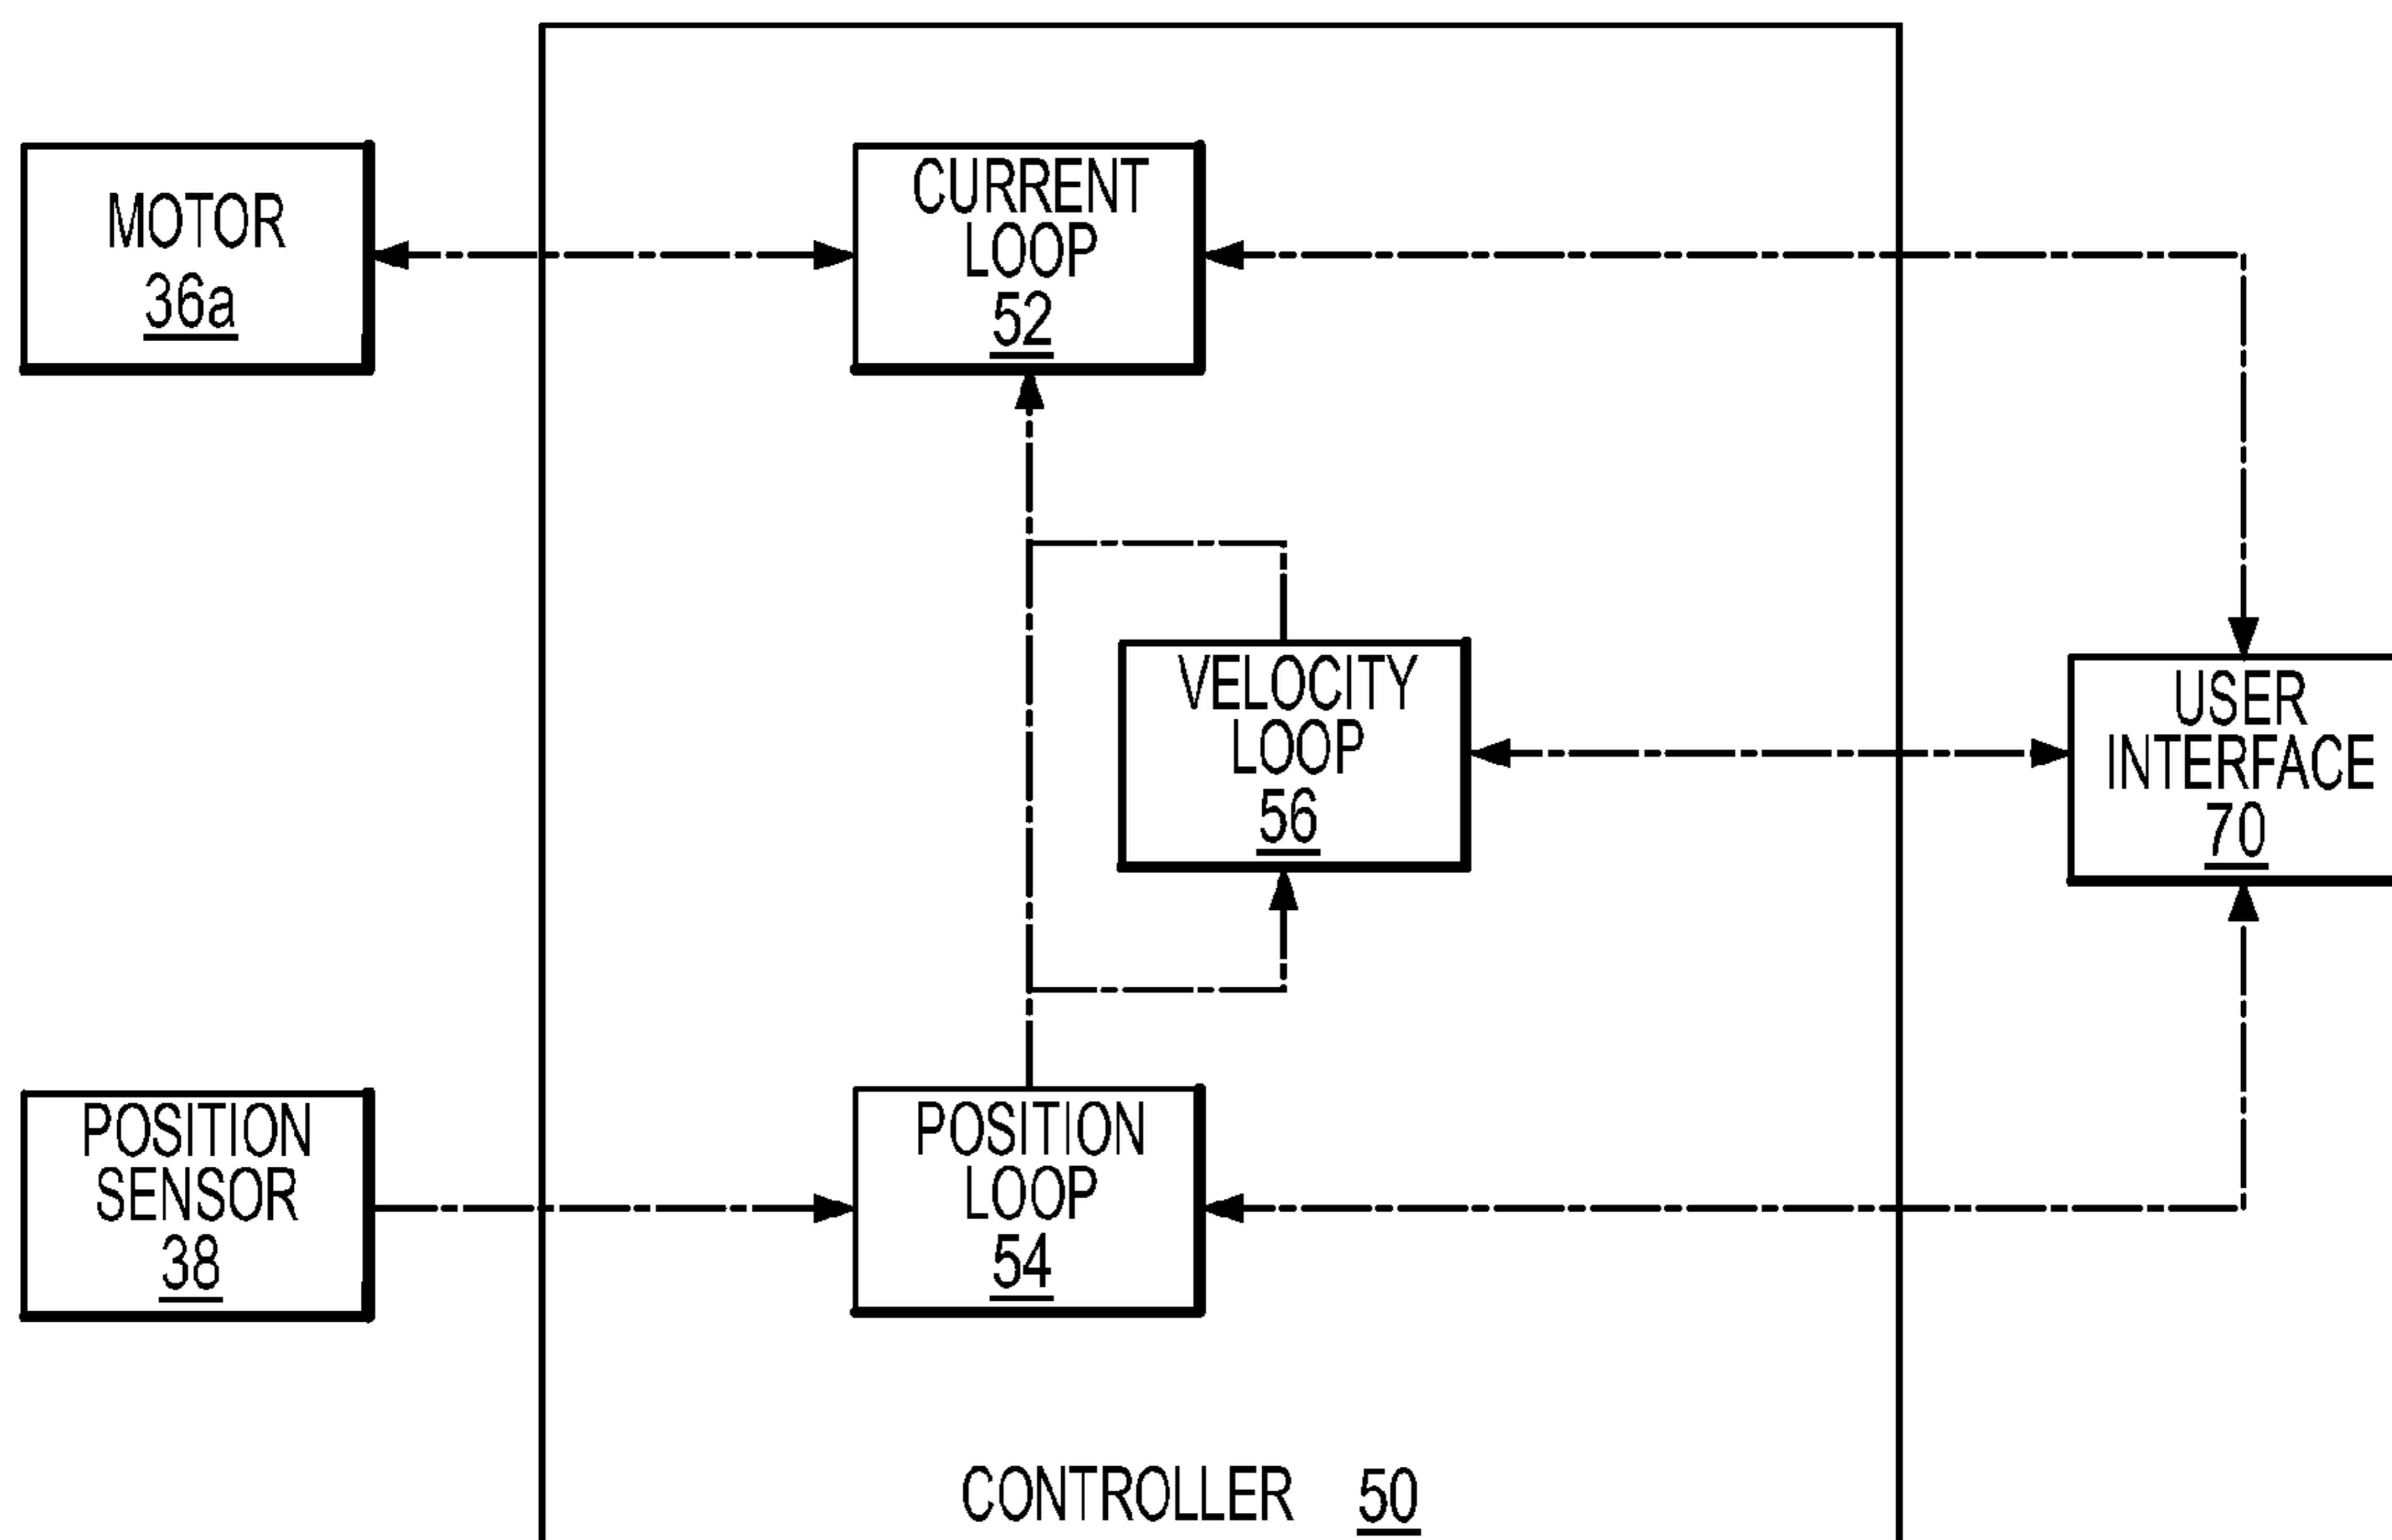 MOTOR
36a
CURRENT
LOOP
52
VELOCITY
LOOP
56
USER
INTERFACE
70
POSITION
SENSOR
38
POSITION
LOOP
54
CONTROLLER 50